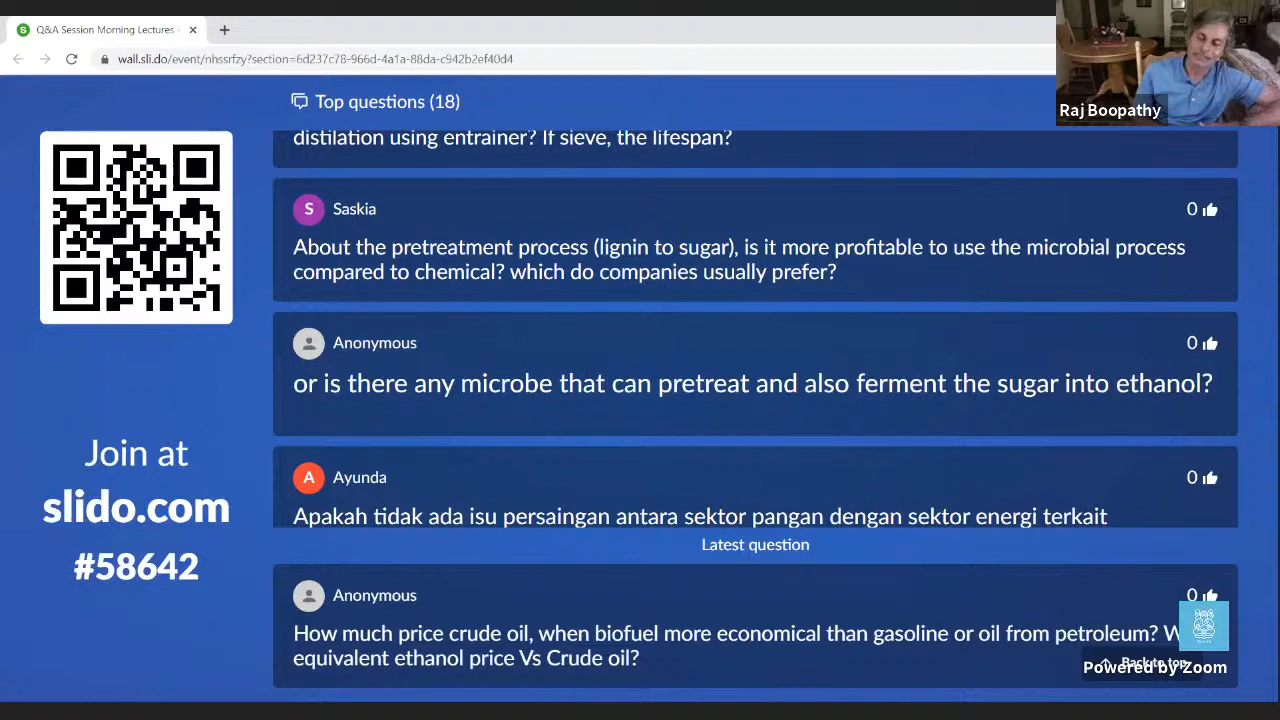 Q&A Session Morning Lectures -
wall.sli.do/event/nhssrfzy?section=6d237c78-966d-4a1a-88da-c942b2ef40d4
Raj Boopathy
Top questions (18)
distilation using entrainer? If sieve, the lifespan?
S Saskia 0
About the pretreatment process (lignin to sugar), is it more profitable to use the microbial process
compared to chemical? which do companies usually prefer?
Anonymous 0
or is there any microbe that can pretreat and also ferment the sugar into ethanol?
A Ayunda 0
Apakah tidak ada isu persaingan antara sektor pangan dengan sektor energi terkait
Latest question
Anonymous 0
How much price crude oil, when biofuel more economical than gasoline or oil from petroleum?
equivalent ethanol price Vs Crude oil?
Join at
slido.com
#58642
Back to top
Powered by Zoom